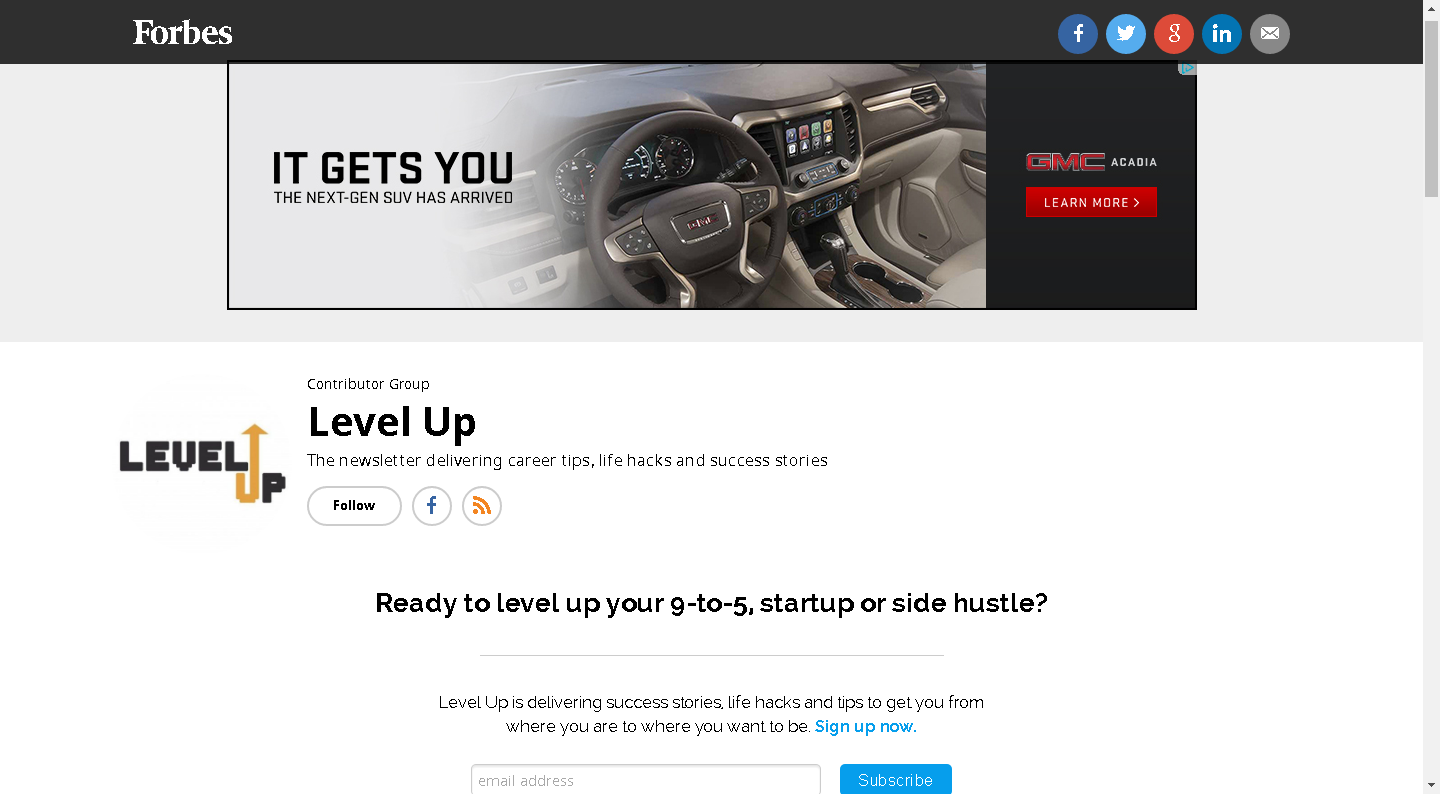 Forbes
IT GETS YOU
THE NEXT-GEN SUV HAS ARRIVED
GMC ACADIA
LEARN MORE >
GMC
Contributor Group
Level Up
LEVEL UP
The newsletter delivering career tips, life hacks and success stories
Follow
Ready to level up your 9-to-5, startup or side hustle?
Level Up is delivering success stories, life hacks and tips to get you from
where you are to where you want to be. Sign up now.
email address
Subscribe